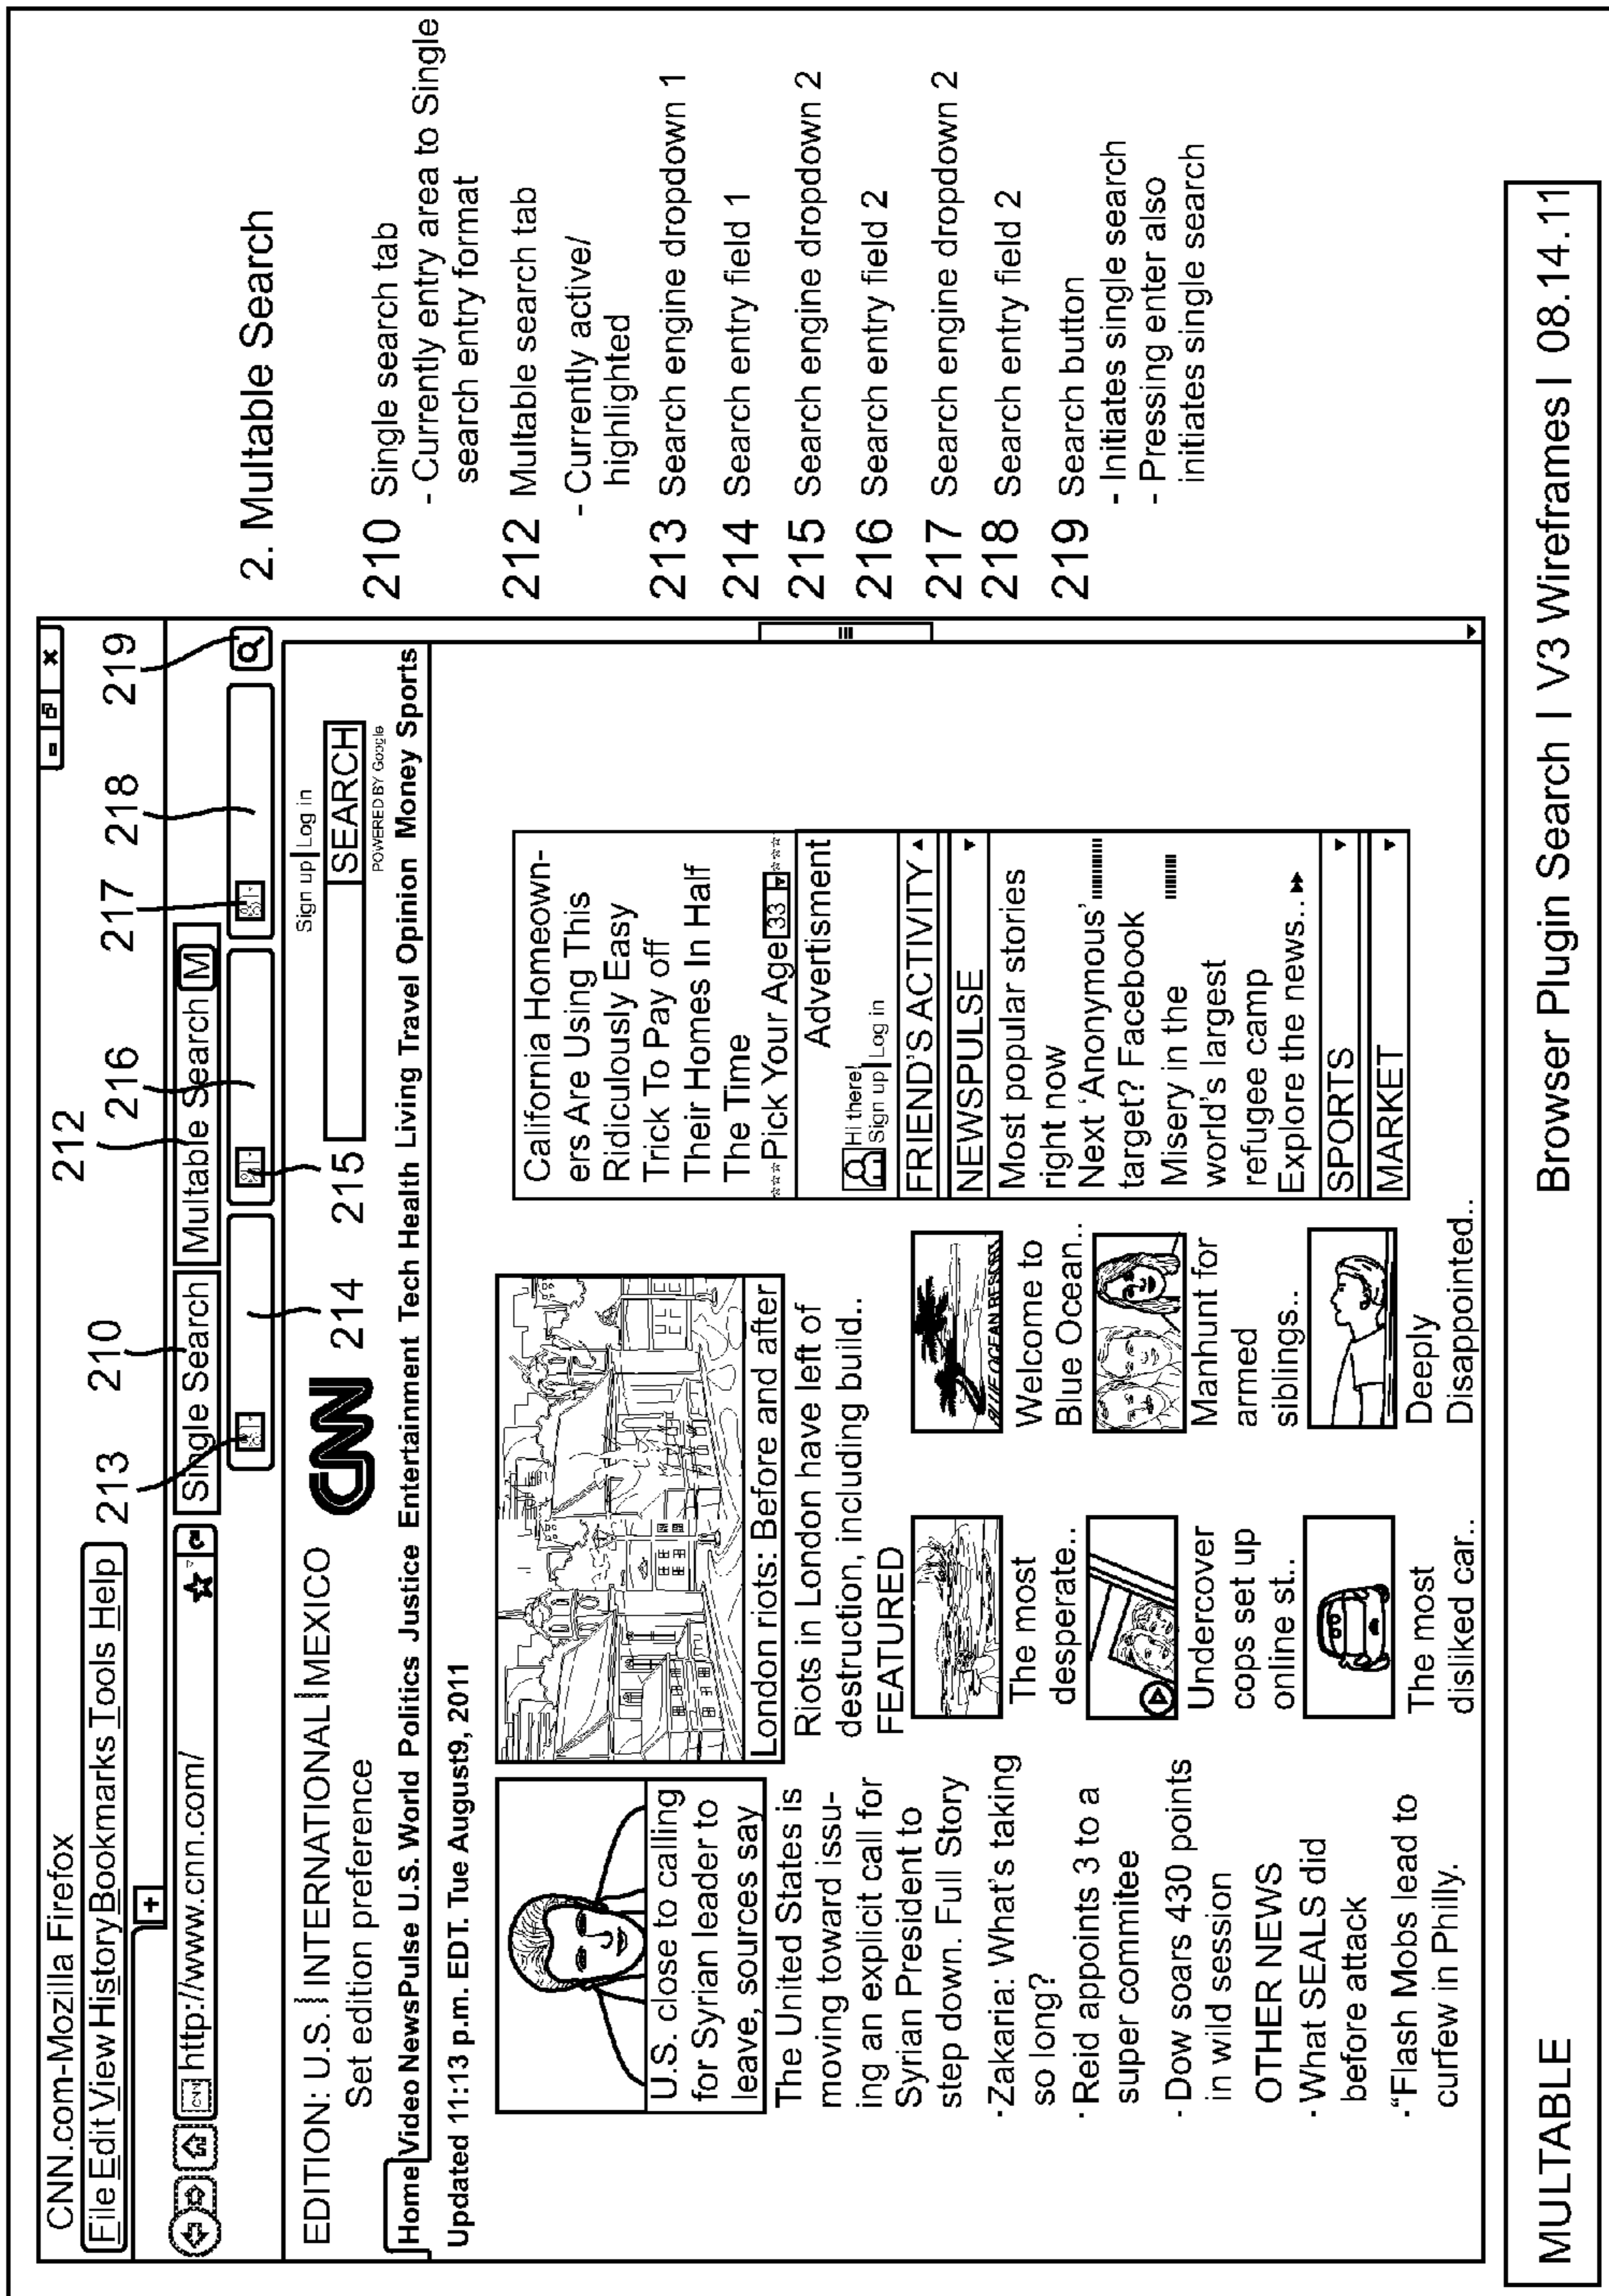 CNN.com-Mozilla Firefox
File Edit View History Bookmarks Tools Help
+
http://www.cnn.com/
Single Search
Multable Search M
213
210
212
216
217
218
219
214
215
EDITION: U.S. INTERNATIONAL MEXICO
Set edition preference
CNN
Sign up Log in
SEARCH
POWERED BY Google
Home Video NewsPulse U.S. World Politics Justice Entertainment Tech Health Living Travel Opinion Money Sports
Updated 11:13 p.m. EDT. Tue August9, 2011
U.S. close to calling
for Syrian leader to
leave, sources say
The United States is
moving toward issu-
ing an explicit call for
Syrian President to
step down. Full Story
· Zakaria: What's taking
so long?
· Reid appoints 3 to a
super commitee
· Dow soars 430 points
in wild session
OTHER NEWS
· What SEALS did
before attack
· "Flash Mobs lead to
curfew in Philly.
London riots: Before and after
Riots in London have left of
destruction, including build..
FEATURED
The most
desperate..
BLUE OCEAN RESORT
Welcome to
Blue Ocean..
Undercover
cops set up
online st..
Manhunt for
armed
siblings..
The most
disliked car..
Deeply
Disappointed..
California Homeown-
ers Are Using This
Ridiculously Easy
Trick To Pay off
Their Homes In Half
The Time
Pick Your Age 33
Advertisment
Hi there!
Sign up Log in
FRIEND'S ACTIVITY
NEWSPULSE
Most popular stories
right now
Next 'Anonymous'
target? Facebook
Misery in the
world's largest
refugee camp
Explore the news..
SPORTS
MARKET
2. Multable Search
210 Single search tab
- Currently entry area to Single
search entry format
212 Multable search tab
- Currently active/
highlighted
213 Search engine dropdown 1
214 Search entry field 1
215 Search engine dropdown 2
216 Search entry field 2
217 Search engine dropdown 2
218 Search entry field 2
219 Search button
- Initiates single search
- Pressing enter also
initiates single search
MULTABLE
Browser Plugin Search | V3 Wireframes | 08.14.11